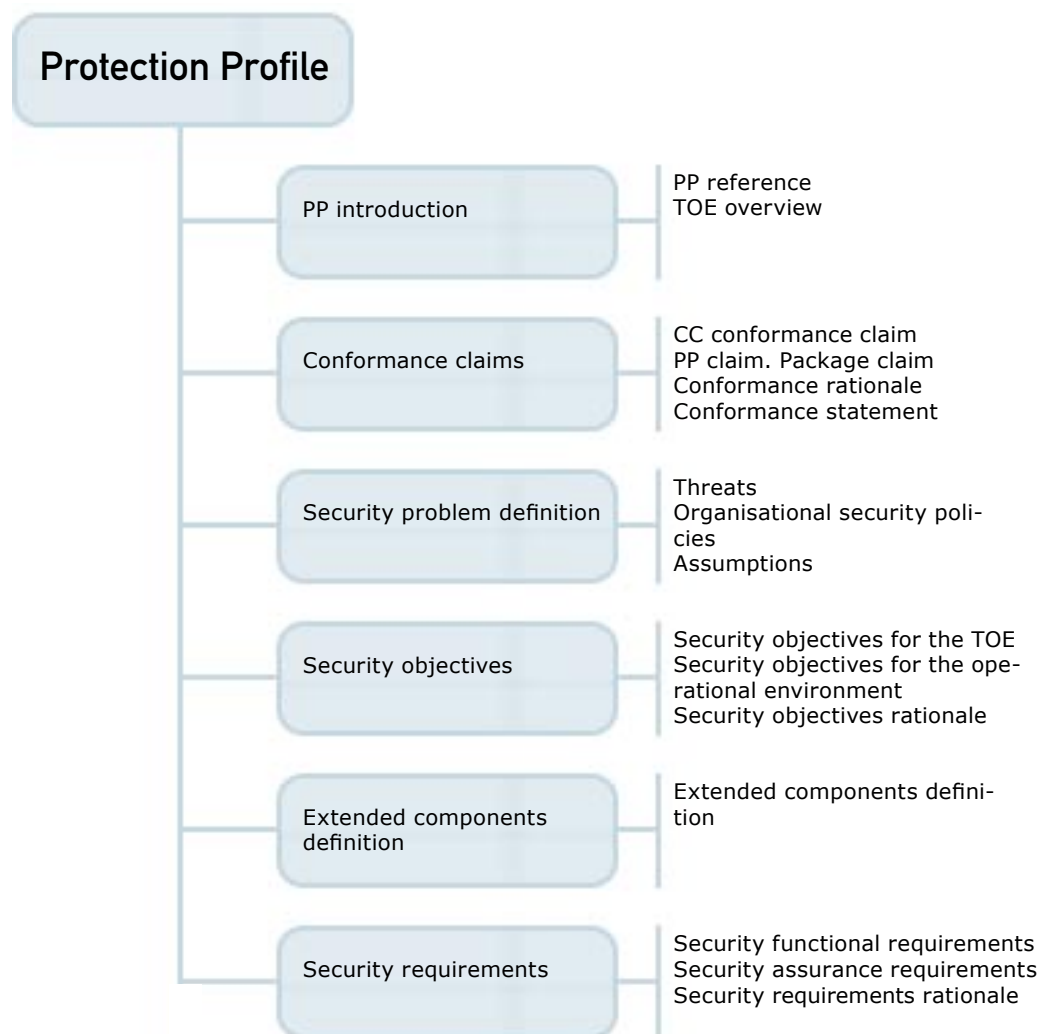 Protection Profile
PP introduction
PP reference
TOE overview
Conformance claims
CC conformance claim
PP claim. Package claim
Conformance rationale
Conformance statement
Security problem definition
Threats
Organisational security poli-
cies
Assumptions
Security objectives
Security objectives for the TOE
Security objectives for the ope-
rational environment
Security objectives rationale
Extended components
definition
Extended components defini-
tion
Security requirements
Security functional requirements
Security assurance requirements
Security requirements rationale